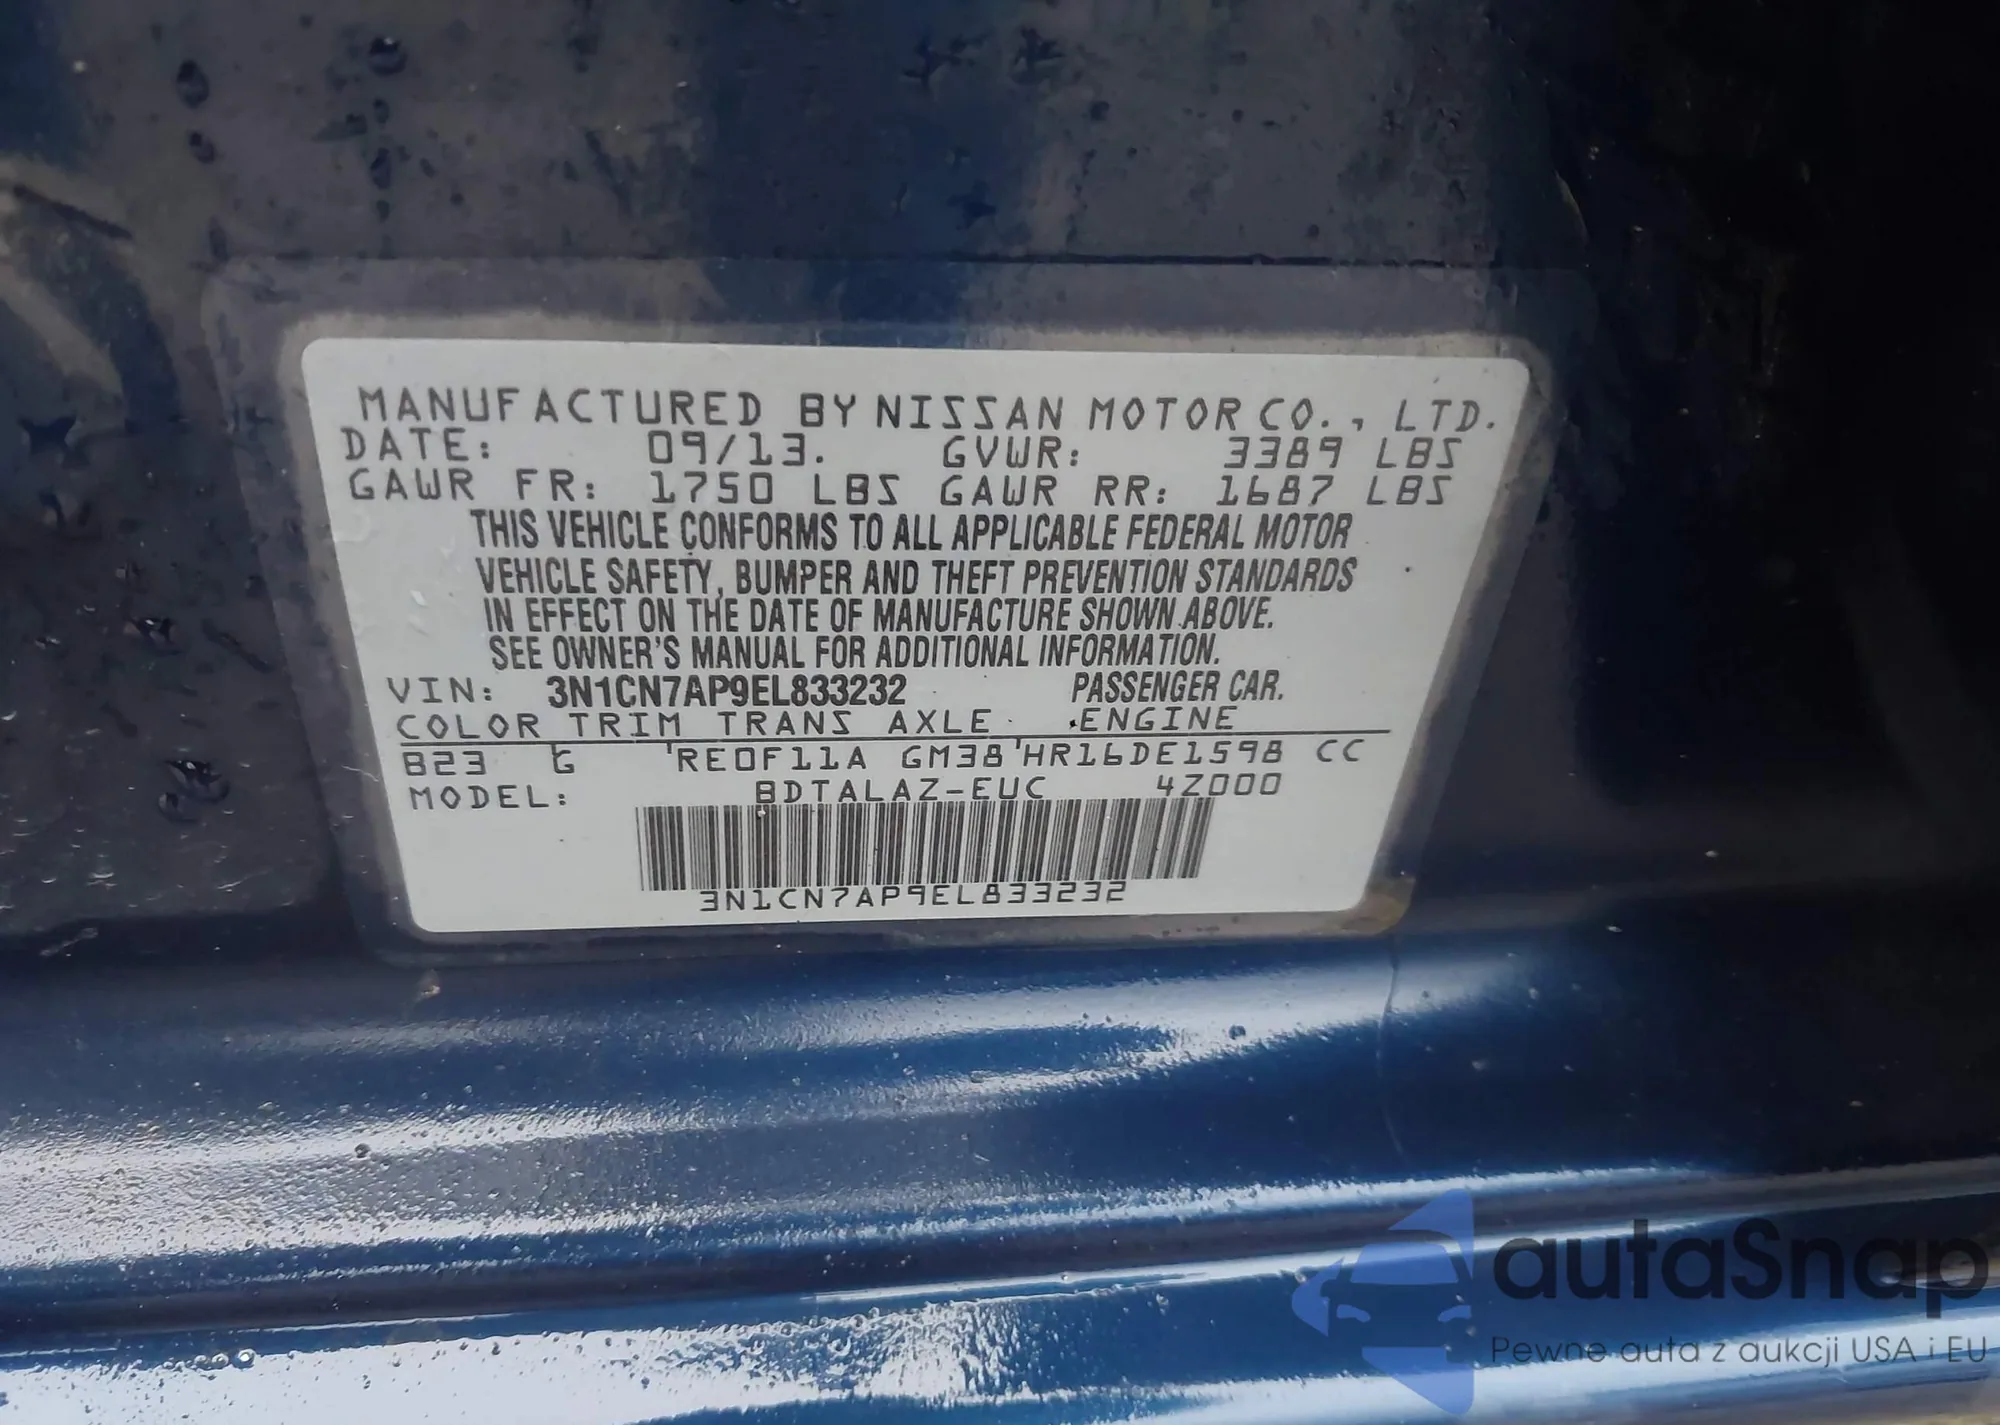 MANUFACTURED BY NISSAN MOTOR CO., LTD.
DATE: 09/13. GVWR: 3389 LBS
GAWR FR: 1750 LBS GAWR RR: 1687 LBS
THIS VEHICLE CONFORMS TO ALL APPLICABLE FEDERAL MOTOR
VEHICLE SAFETY, BUMPER AND THEFT PREVENTION STANDARDS
IN EFFECT ON THE DATE OF MANUFACTURE SHOWN ABOVE.
SEE OWNER'S MANUAL FOR ADDITIONAL INFORMATION.
VIN: 3N1CN7AP9EL833232 PASSENGER CAR.
COLOR TRIM TRANS AXLE ENGINE
B23 G RE0F11A GM38 HR16DE1598 CC
MODEL: BDTALAZ-EUC 4Z000
3N1CN7AP9EL833232
autaSnap
Pewne auta z aukcji USA i EU